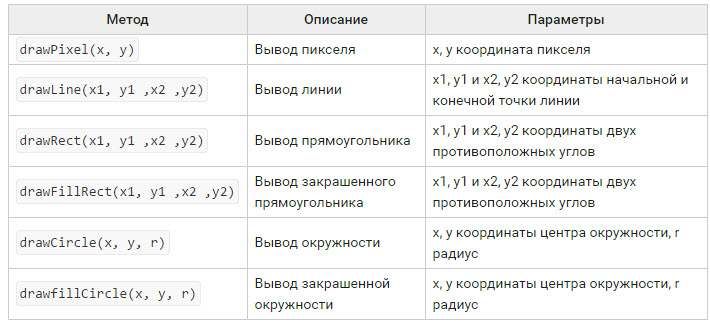 Метод Описание Параметры
drawPixel(x, y) Вывод пикселя x, y координата пикселя
drawLine(x1, y1 ,x2 ,y2) Вывод линии x1, y1 и x2, y2 координаты начальной и
конечной точки линии
drawRect(x1, y1 ,x2 ,y2) Вывод прямоугольника x1, y1 и x2, y2 координаты двух
противоположных углов
drawFillRect(x1, y1 ,x2 ,y2) Вывод закрашенного x1, y1 и x2, y2 координаты двух
прямоугольника противоположных углов
drawCircle(x, y, r) Вывод окружности x, y координаты центра окружности, r
радиус
drawfillCircle(x, y, r) Вывод закрашенной x, y координаты центра окружности, r
окружности радиус